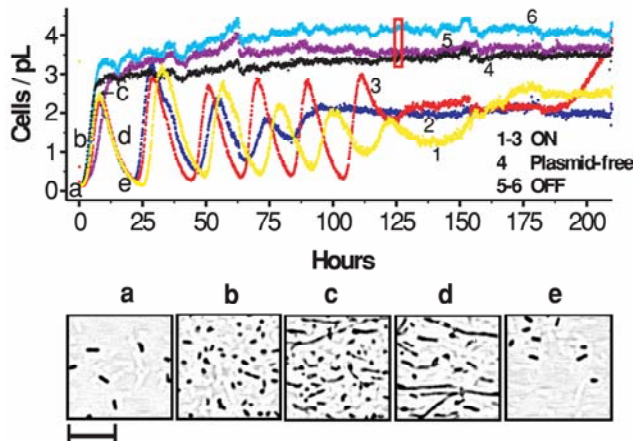 Cells / pL
4
3
2
1
0
0 25 50 75 100 125 150 175 200
Hours
a
b
c
d
e
6
5
4
3
2
1
1-3 ON
4 Plasmid-free
5-6 OFF
a b c d e